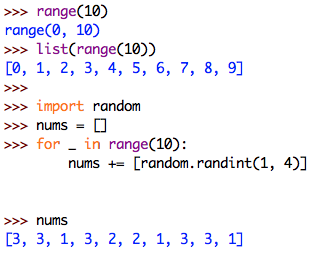 >>> range(10)
range(0, 10)
>>> list(range(10))
[0, 1, 2, 3, 4, 5, 6, 7, 8, 9]
>>>
>>> import random
>>> nums = []
>>> for _ in range(10):
        nums += [random.randint(1, 4)]
>>> nums
[3, 3, 1, 3, 2, 2, 1, 3, 3, 1]